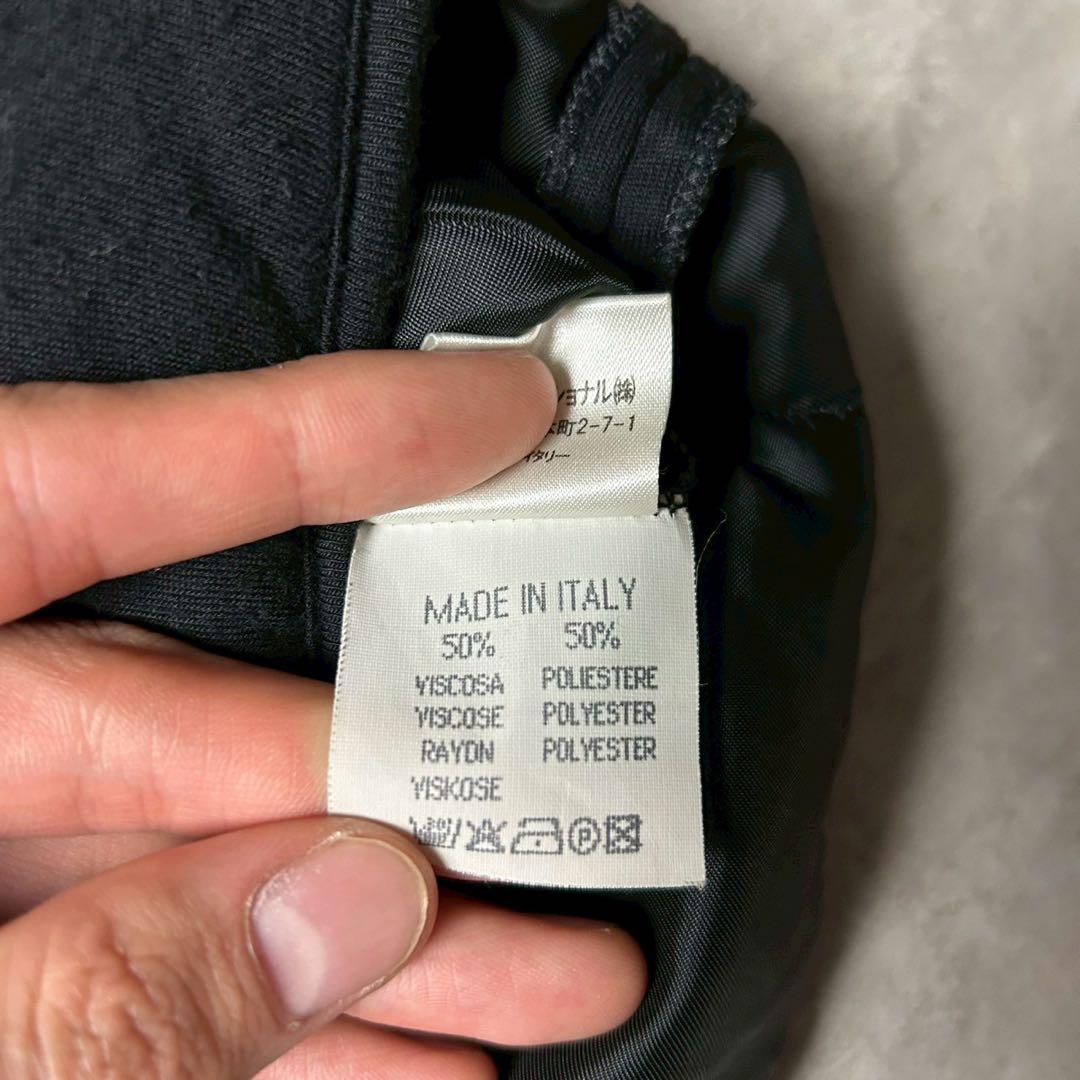 ショナル㈱
本町2-7-1
イタリー
MADE IN ITALY
50% 50%
VISCOSA POLIESTERE
VISCOSE POLYESTER
RAYON POLYESTER
VISKOSE
P